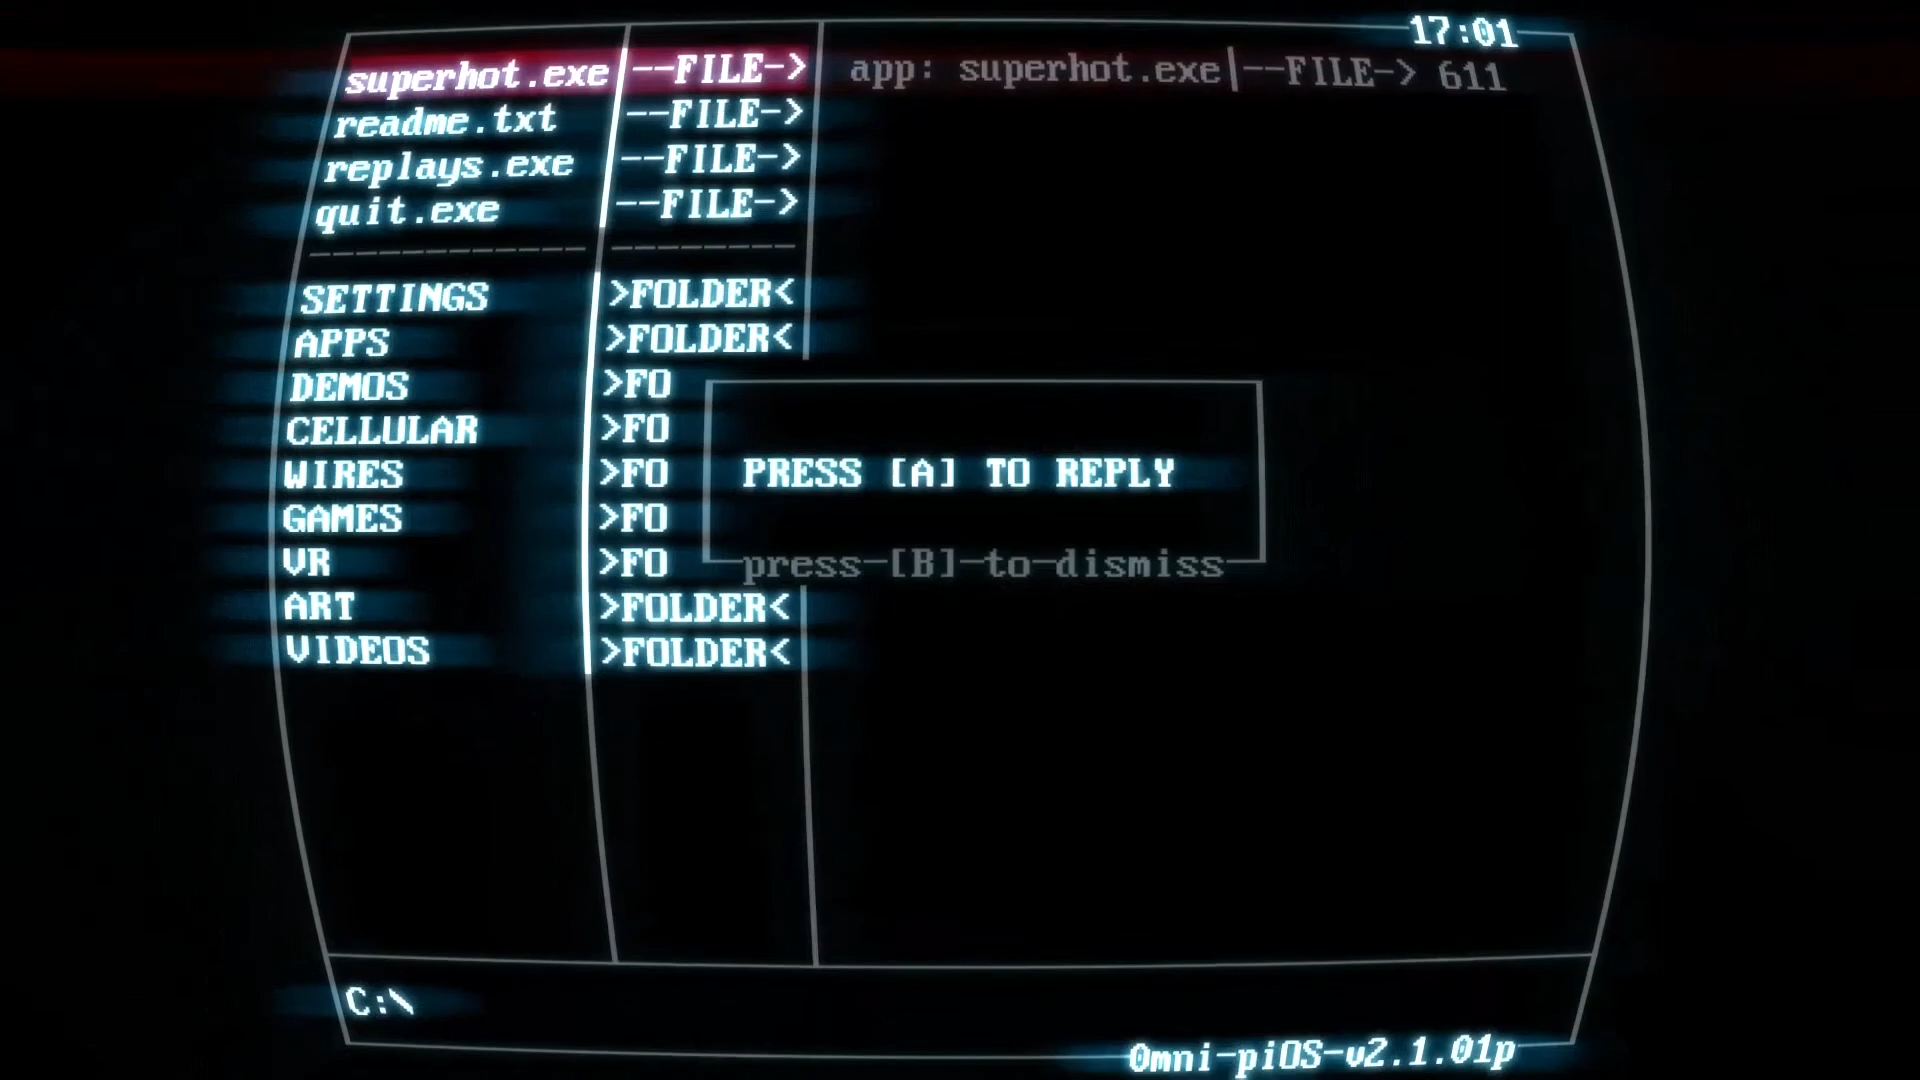 17:01
superhot.exe --FILE-> app: superhot.exe --FILE-> 611
readme.txt --FILE->
replays.exe --FILE->
quit.exe --FILE->
SETTINGS >FOLDER<
APPS >FOLDER<
DEMOS >FO
CELLULAR >FO
WIRES >FO
GAMES >FO
VR >FO
ART >FOLDER<
VIDEOS >FOLDER<
PRESS [A] TO REPLY
press-[B]-to-dismiss
C:\
0mni-piOS-v2.1.01p